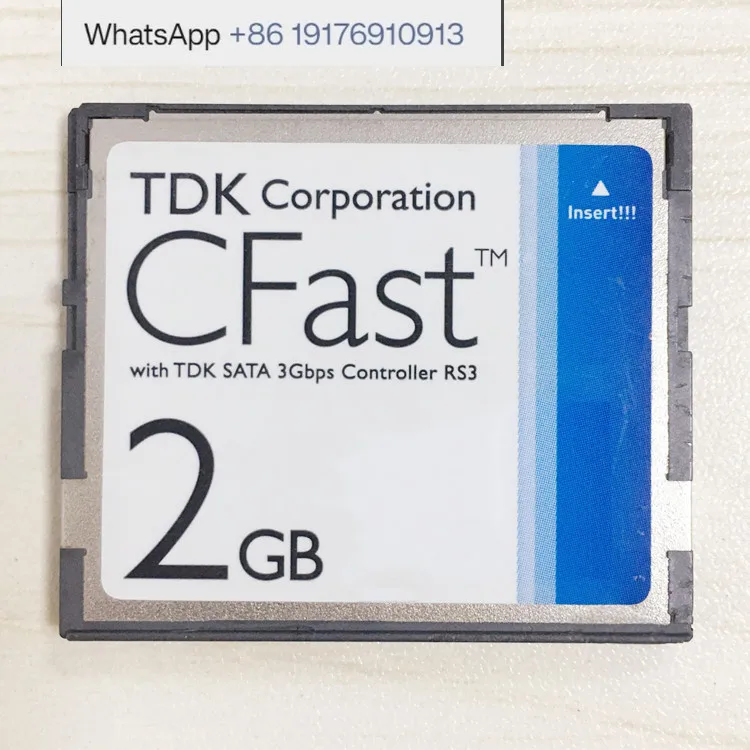 WhatsApp +86 19176910913
TDK Corporation
Insert!!!
CFast™
with TDK SATA 3Gbps Controller RS3
2GB